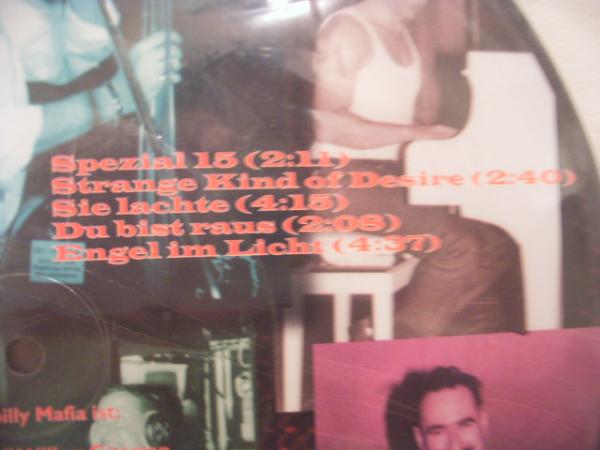 Spezial 15 (2:11)
Strange Kind of Desire (2:40)
Sie lachte (4:15)
Du bist raus (2:08)
Engel im Licht (4:37)
illy Mafia ist: